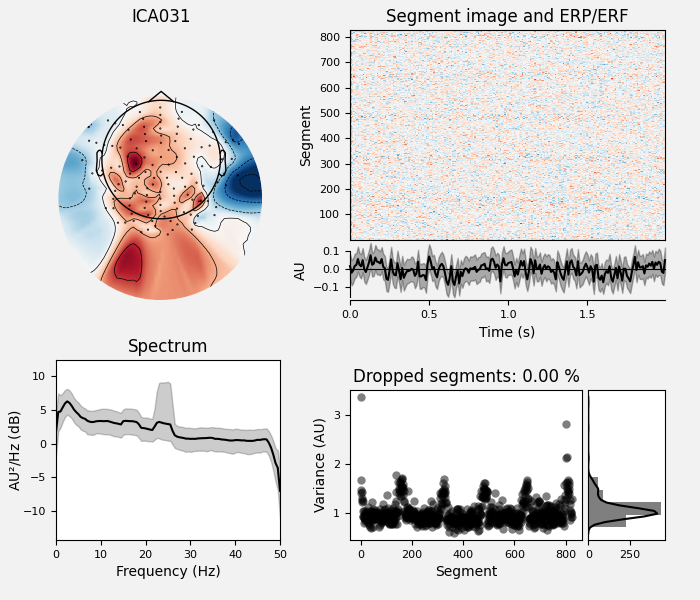 ICA031
Segment image and ERP/ERF
800
700
600
500
400
300
200
100
Segment
0.1
0.0
−0.1
AU
0.0 0.5 1.0 1.5
Time (s)
Spectrum
10
5
0
−5
−10
AU²/Hz (dB)
0 10 20 30 40 50
Frequency (Hz)
Dropped segments: 0.00 %
3
2
1
Variance (AU)
0 200 400 600 800
Segment
0 250